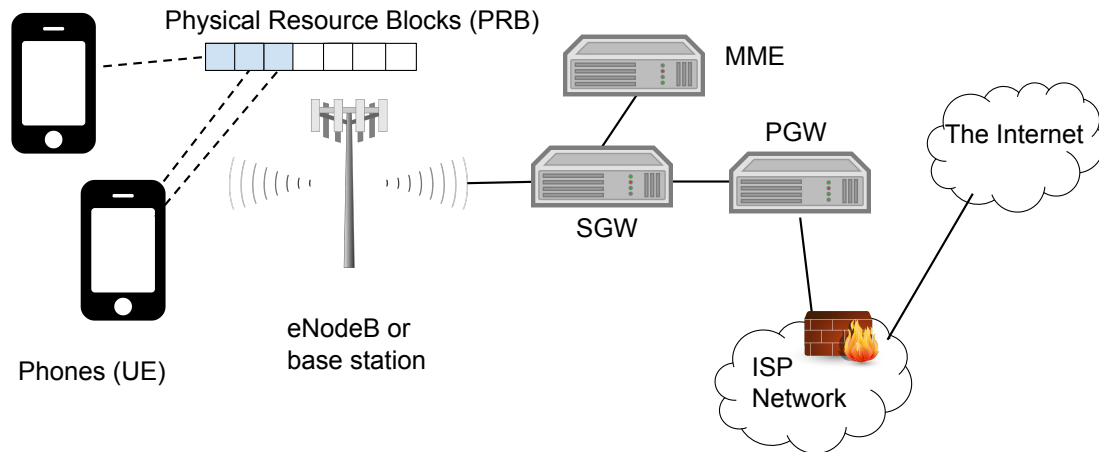 Physical Resource Blocks (PRB)
MME
PGW
The Internet
SGW
eNodeB or
base station
Phones (UE)
ISP
Network